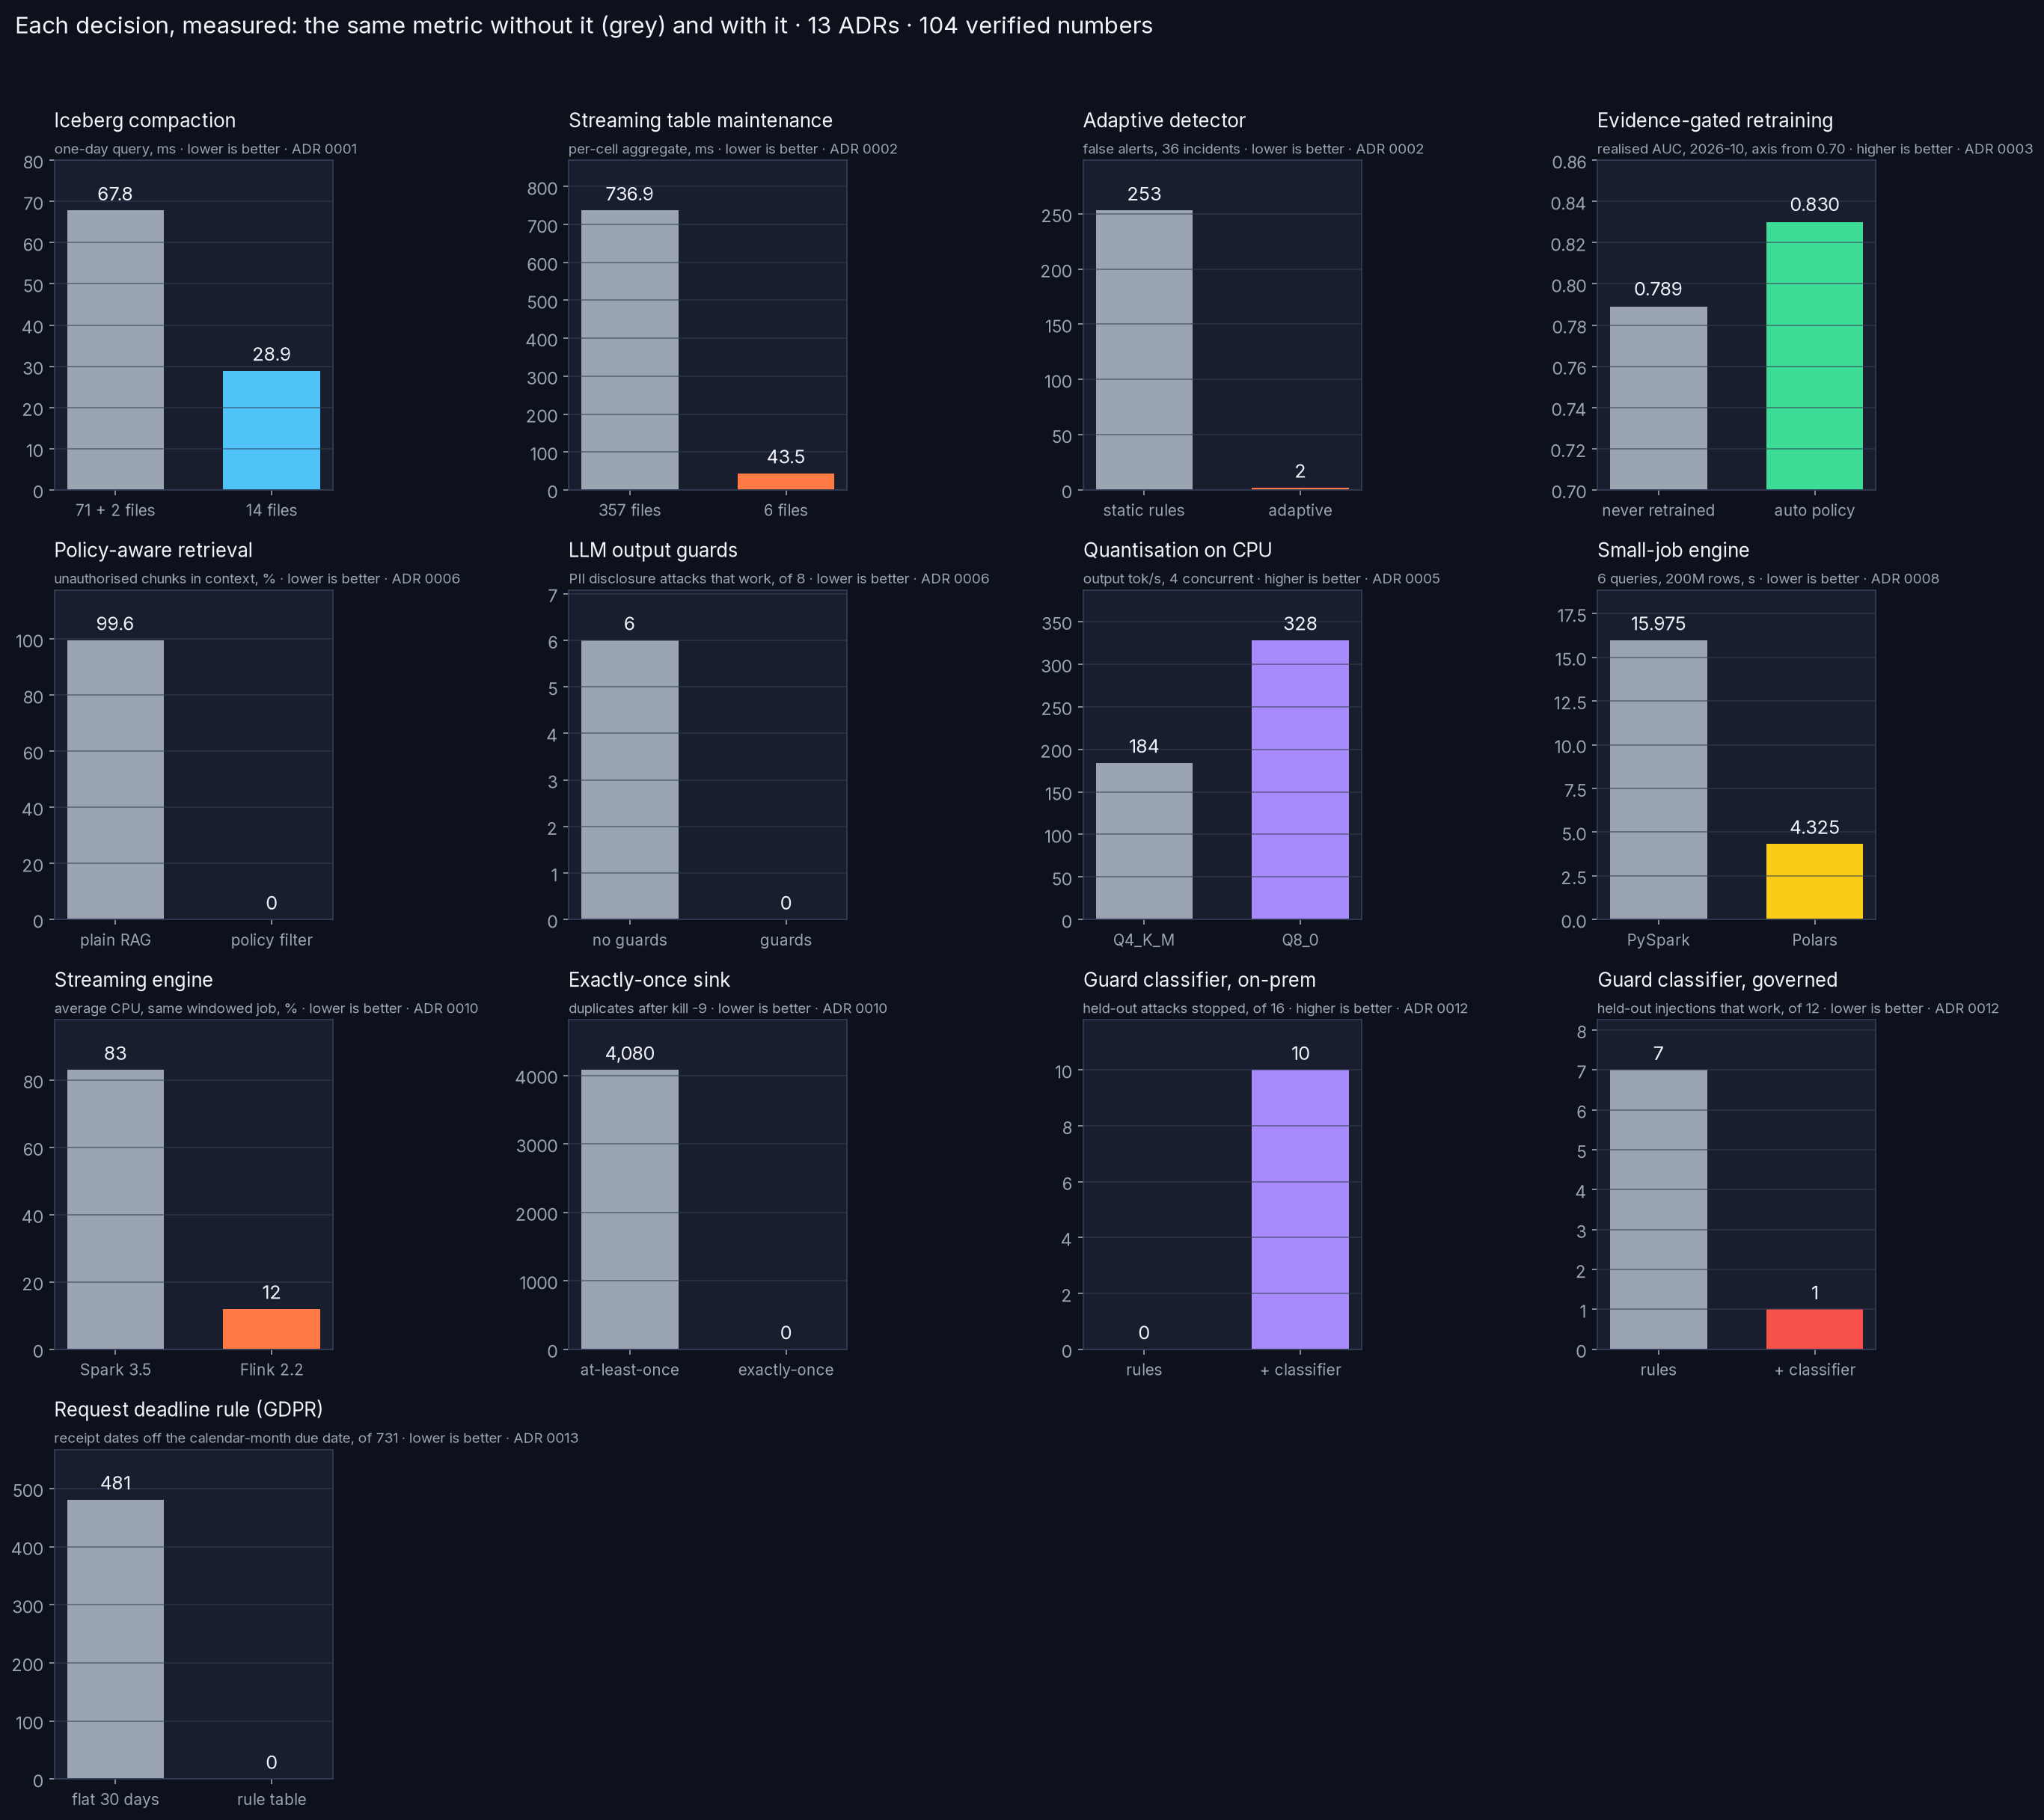 Each decision, measured: the same metric without it (grey) and with it · 13 ADRs · 104 verified numbers
Iceberg compaction
one-day query, ms · lower is better · ADR 0001
80
70
60
50
40
30
20
10
0
67.8
28.9
71 + 2 files
14 files
Streaming table maintenance
per-cell aggregate, ms · lower is better · ADR 0002
800
700
600
500
400
300
200
100
0
736.9
43.5
357 files
6 files
Adaptive detector
false alerts, 36 incidents · lower is better · ADR 0002
250
200
150
100
50
0
253
2
static rules
adaptive
Evidence-gated retraining
realised AUC, 2026-10, axis from 0.70 · higher is better · ADR 0003
0.86
0.84
0.82
0.80
0.78
0.76
0.74
0.72
0.70
0.789
0.830
never retrained
auto policy
Policy-aware retrieval
unauthorised chunks in context, % · lower is better · ADR 0006
100
80
60
40
20
0
99.6
0
plain RAG
policy filter
LLM output guards
PII disclosure attacks that work, of 8 · lower is better · ADR 0006
7
6
5
4
3
2
1
0
6
0
no guards
guards
Quantisation on CPU
output tok/s, 4 concurrent · higher is better · ADR 0005
350
300
250
200
150
100
50
0
184
328
Q4_K_M
Q8_0
Small-job engine
6 queries, 200M rows, s · lower is better · ADR 0008
17.5
15.0
12.5
10.0
7.5
5.0
2.5
0.0
15.975
4.325
PySpark
Polars
Streaming engine
average CPU, same windowed job, % · lower is better · ADR 0010
80
60
40
20
0
83
12
Spark 3.5
Flink 2.2
Exactly-once sink
duplicates after kill -9 · lower is better · ADR 0010
4000
3000
2000
1000
0
4,080
0
at-least-once
exactly-once
Guard classifier, on-prem
held-out attacks stopped, of 16 · higher is better · ADR 0012
10
8
6
4
2
0
0
10
rules
+ classifier
Guard classifier, governed
held-out injections that work, of 12 · lower is better · ADR 0012
8
7
6
5
4
3
2
1
0
7
1
rules
+ classifier
Request deadline rule (GDPR)
receipt dates off the calendar-month due date, of 731 · lower is better · ADR 0013
500
400
300
200
100
0
481
0
flat 30 days
rule table